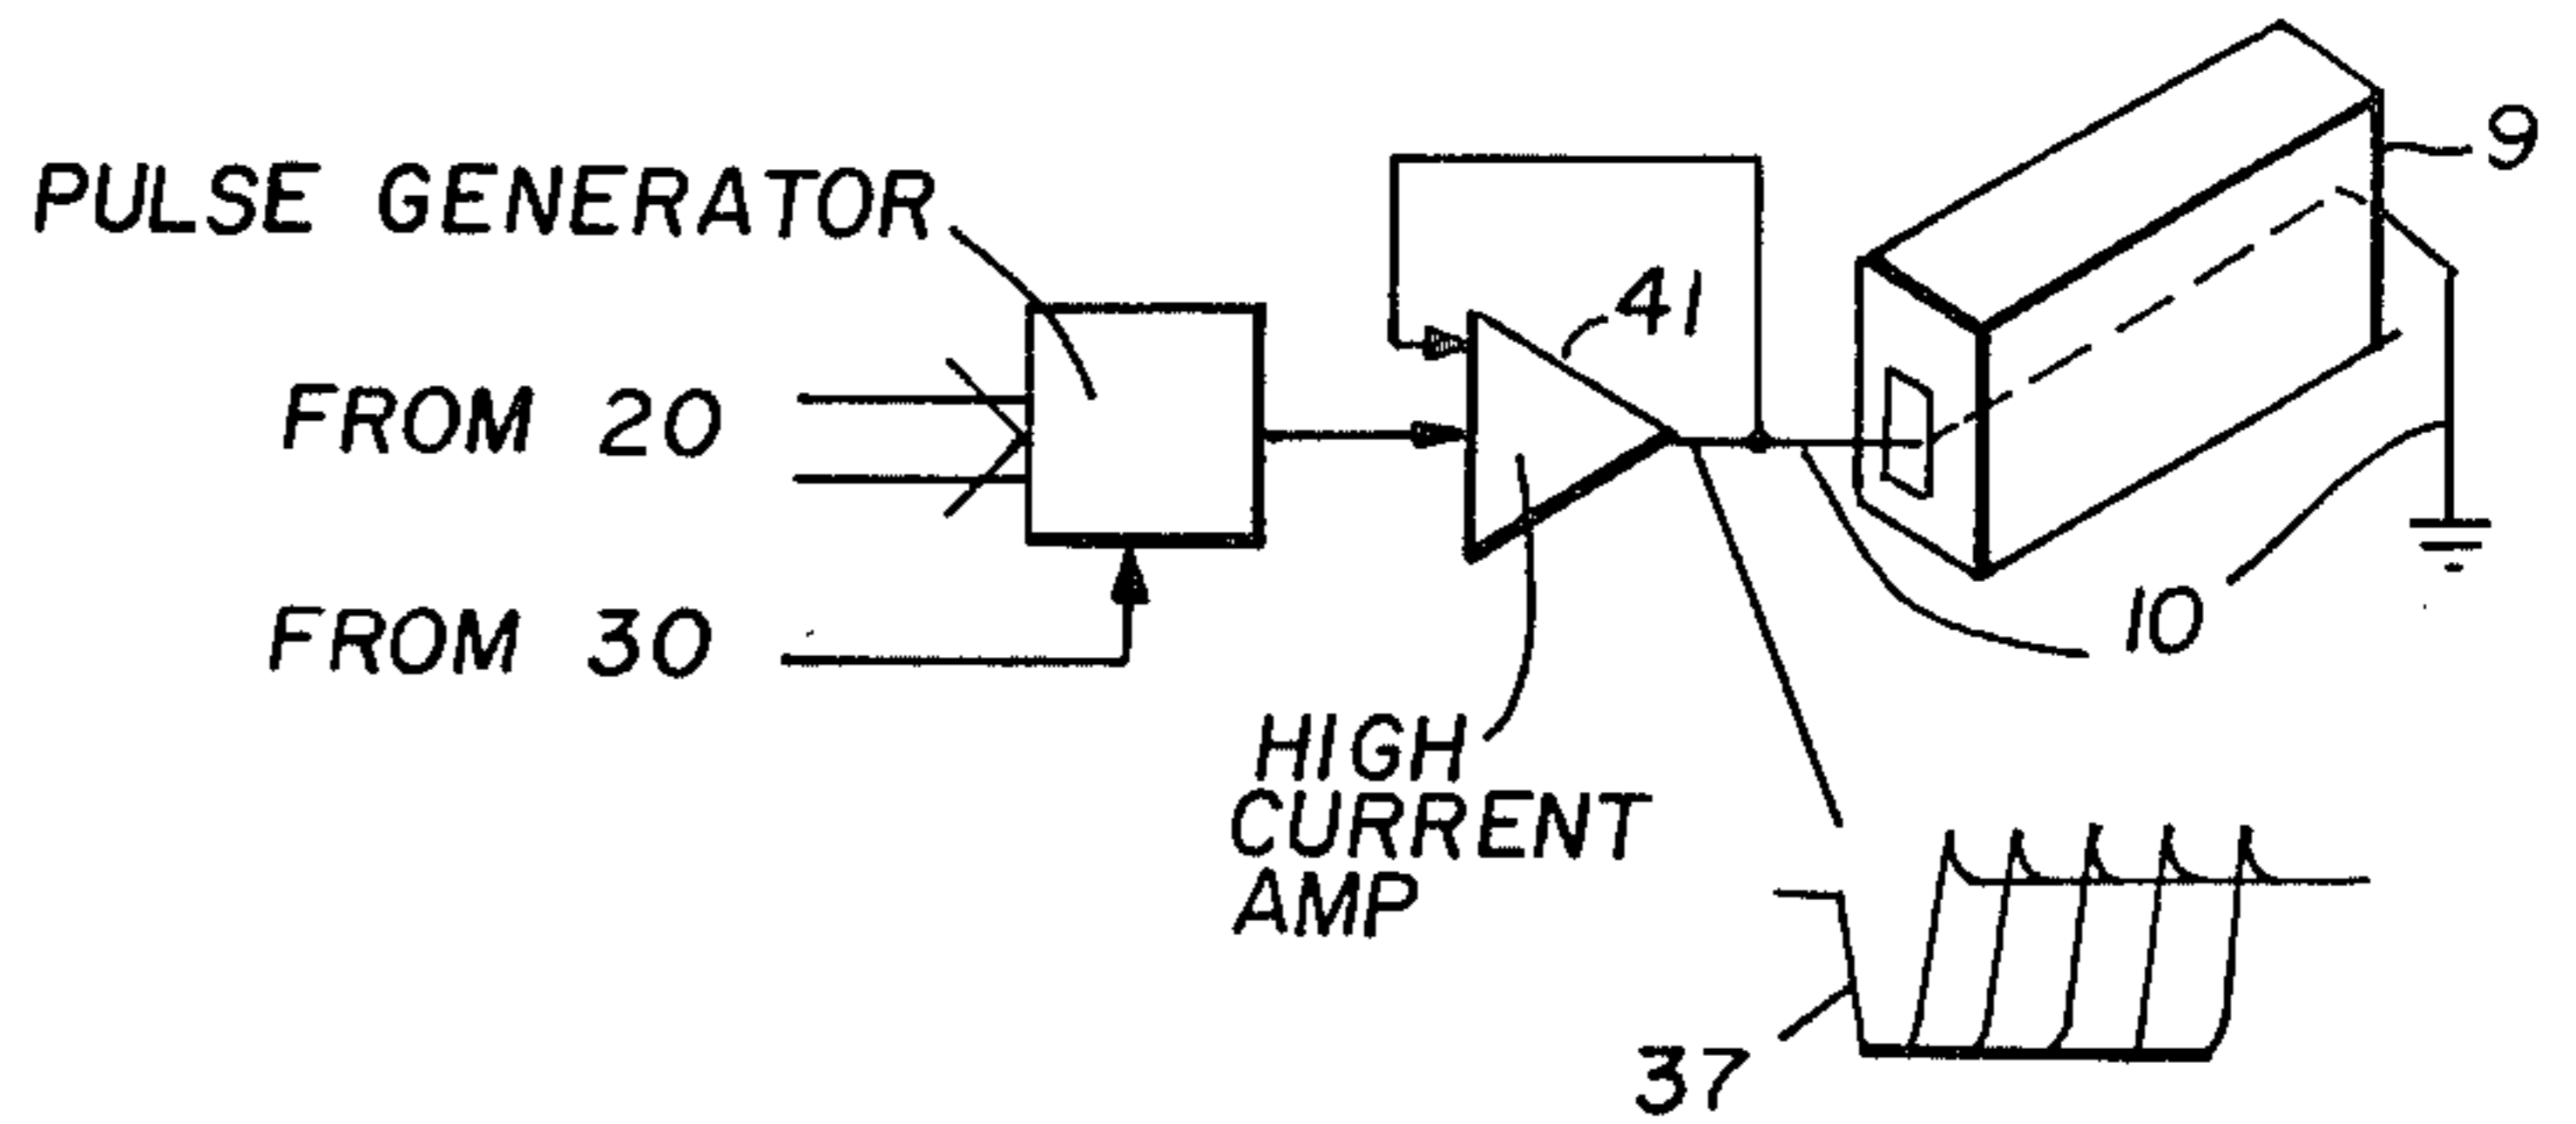 9
PULSE GENERATOR
41
FROM 20
FROM 30
10
HIGH
CURRENT
AMP
37